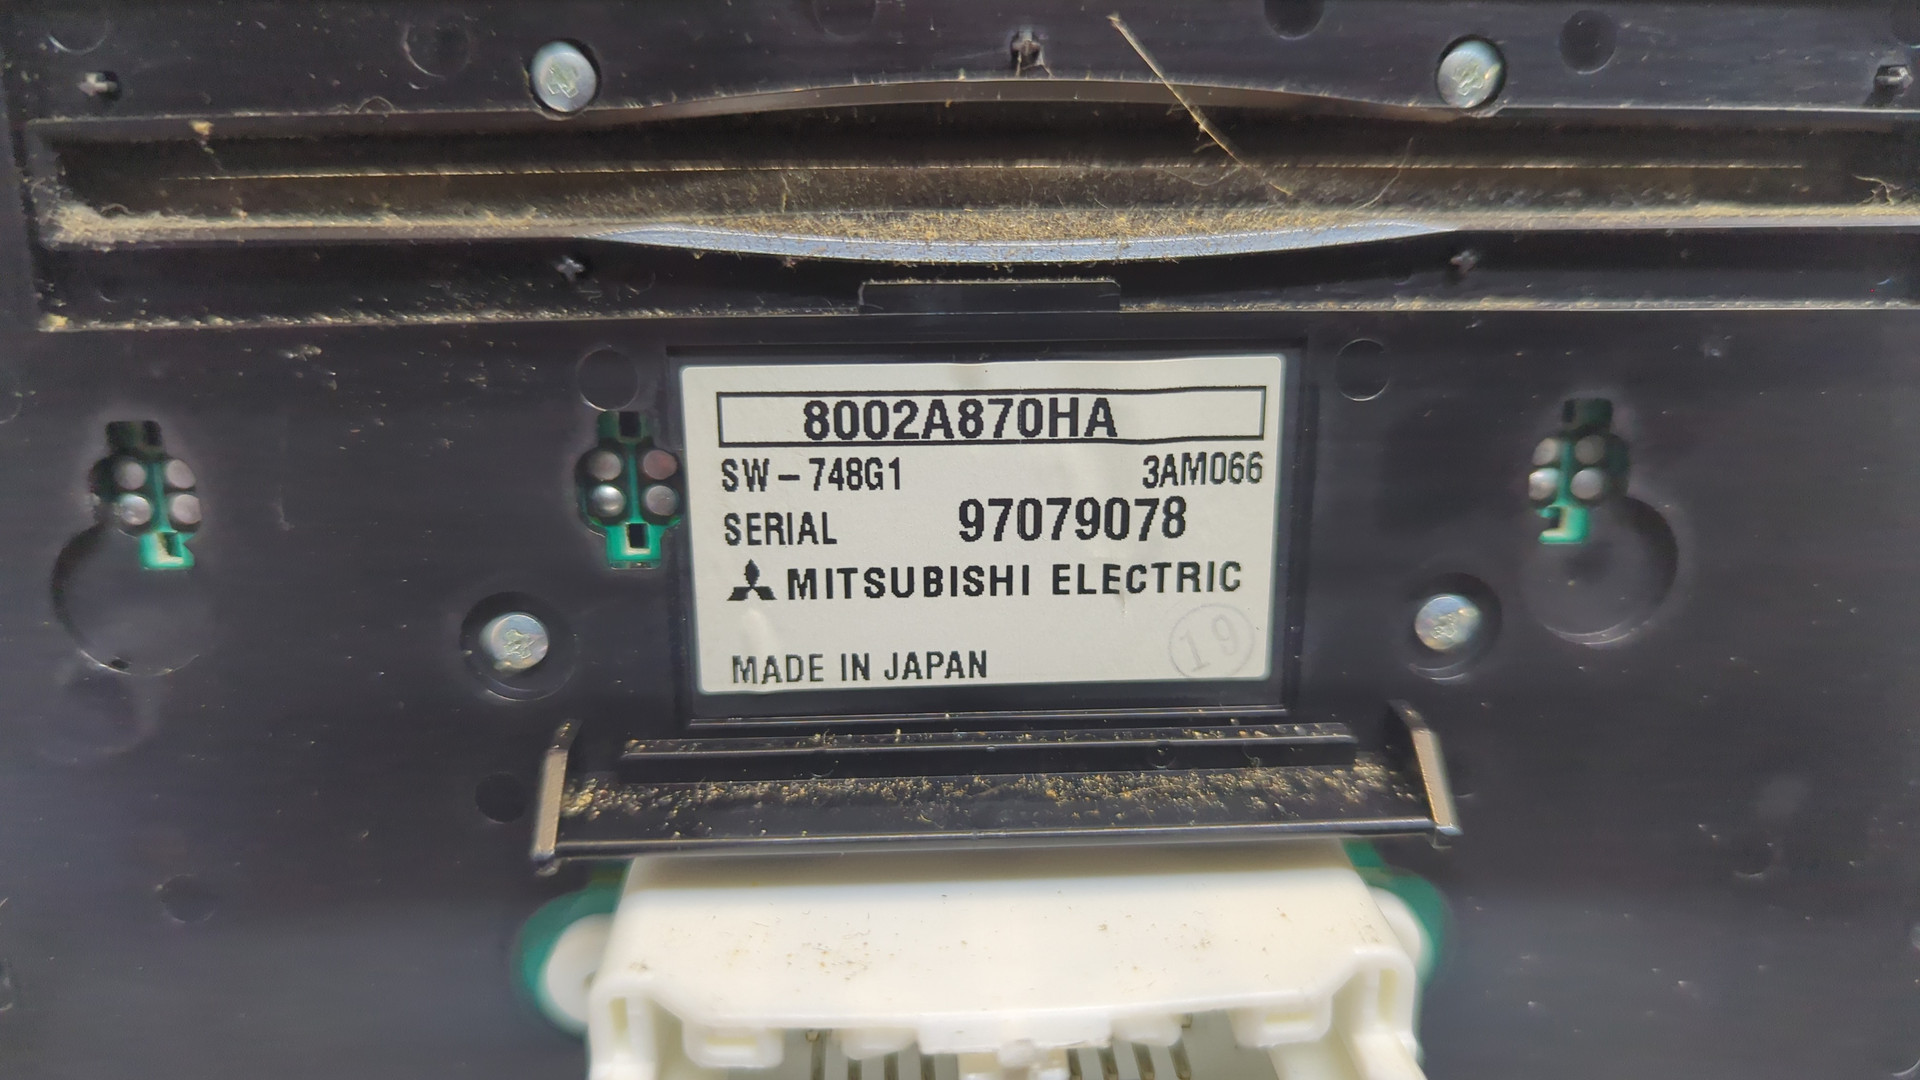 8002A870HA
SW-748G1 3AM066
SERIAL 97079078
MITSUBISHI ELECTRIC
19
MADE IN JAPAN